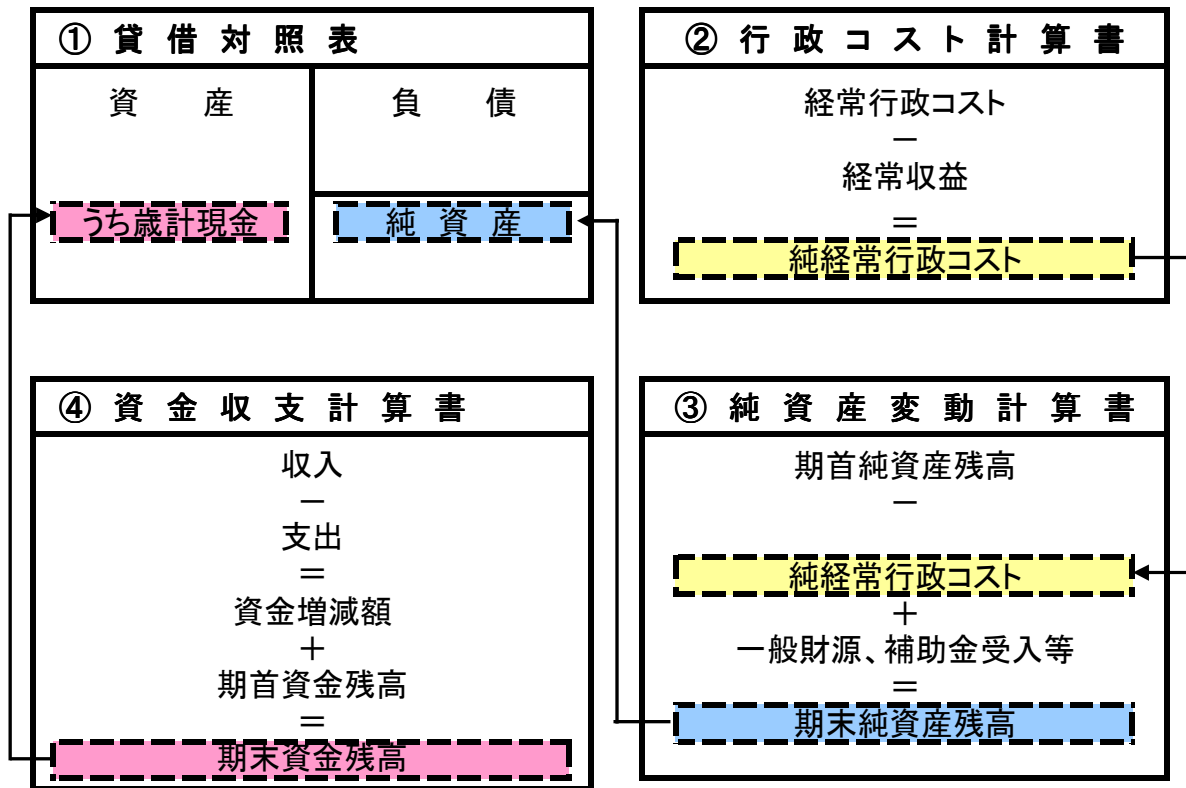 ①貸借対照表
資産
負債
うち歳計現金
純資産
②行政コスト計算書
経常行政コスト
－
経常収益
＝
純経常行政コスト
④資金収支計算書
収入
－
支出
＝
資金増減額
＋
期首資金残高
＝
期末資金残高
③純資産変動計算書
期首純資産残高
－
純経常行政コスト
＋
一般財源、補助金受入等
＝
期末純資産残高